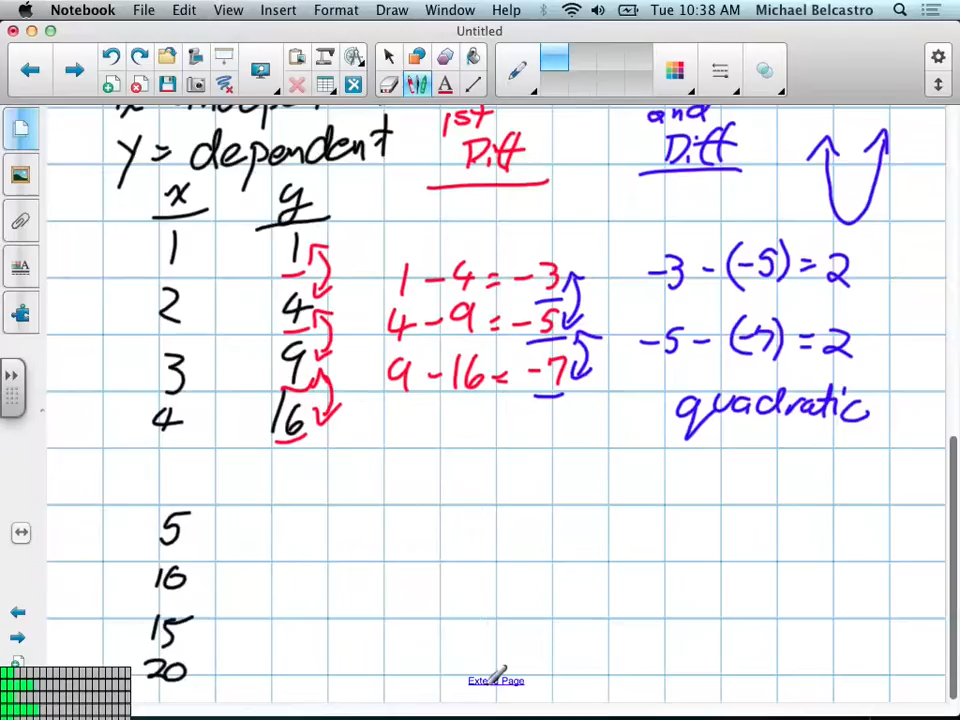 Notebook File Edit View Insert Format Draw Window Help Tue 10:38 AM Michael Belcastro
Untitled
y = dependent
1st Diff
2nd Diff
x y
1 1
2 4
3 9
4 16
1 - 4 = -3
4 - 9 = -5
9 - 16 = -7
-3 - (-5) = 2
-5 - (-7) = 2
quadratic
5
10
15
20
Extend Page